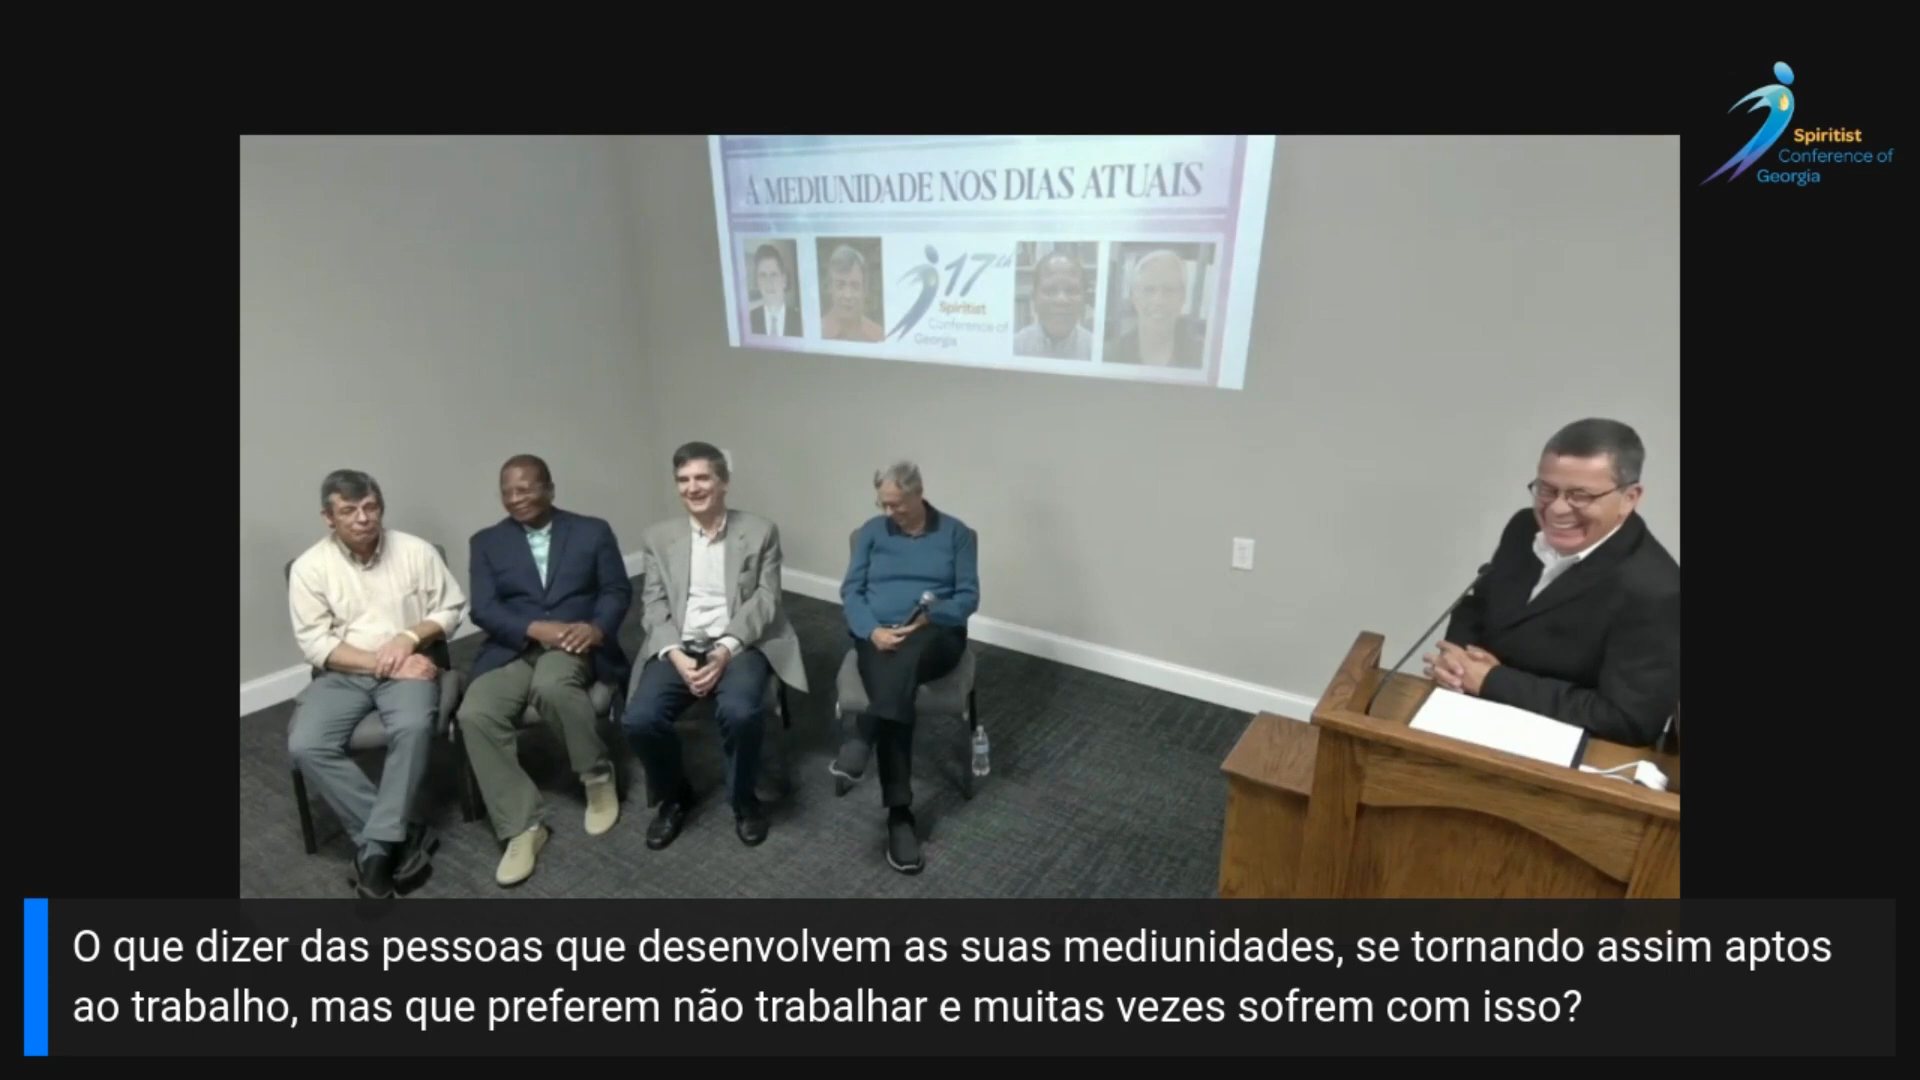 Spiritist
Conference of
Georgia
A MEDIUNIDADE NOS DIAS ATUAIS
17th
Spiritist
Conference of
Georgia
O que dizer das pessoas que desenvolvem as suas mediunidades, se tornando assim aptos
ao trabalho, mas que preferem não trabalhar e muitas vezes sofrem com isso?